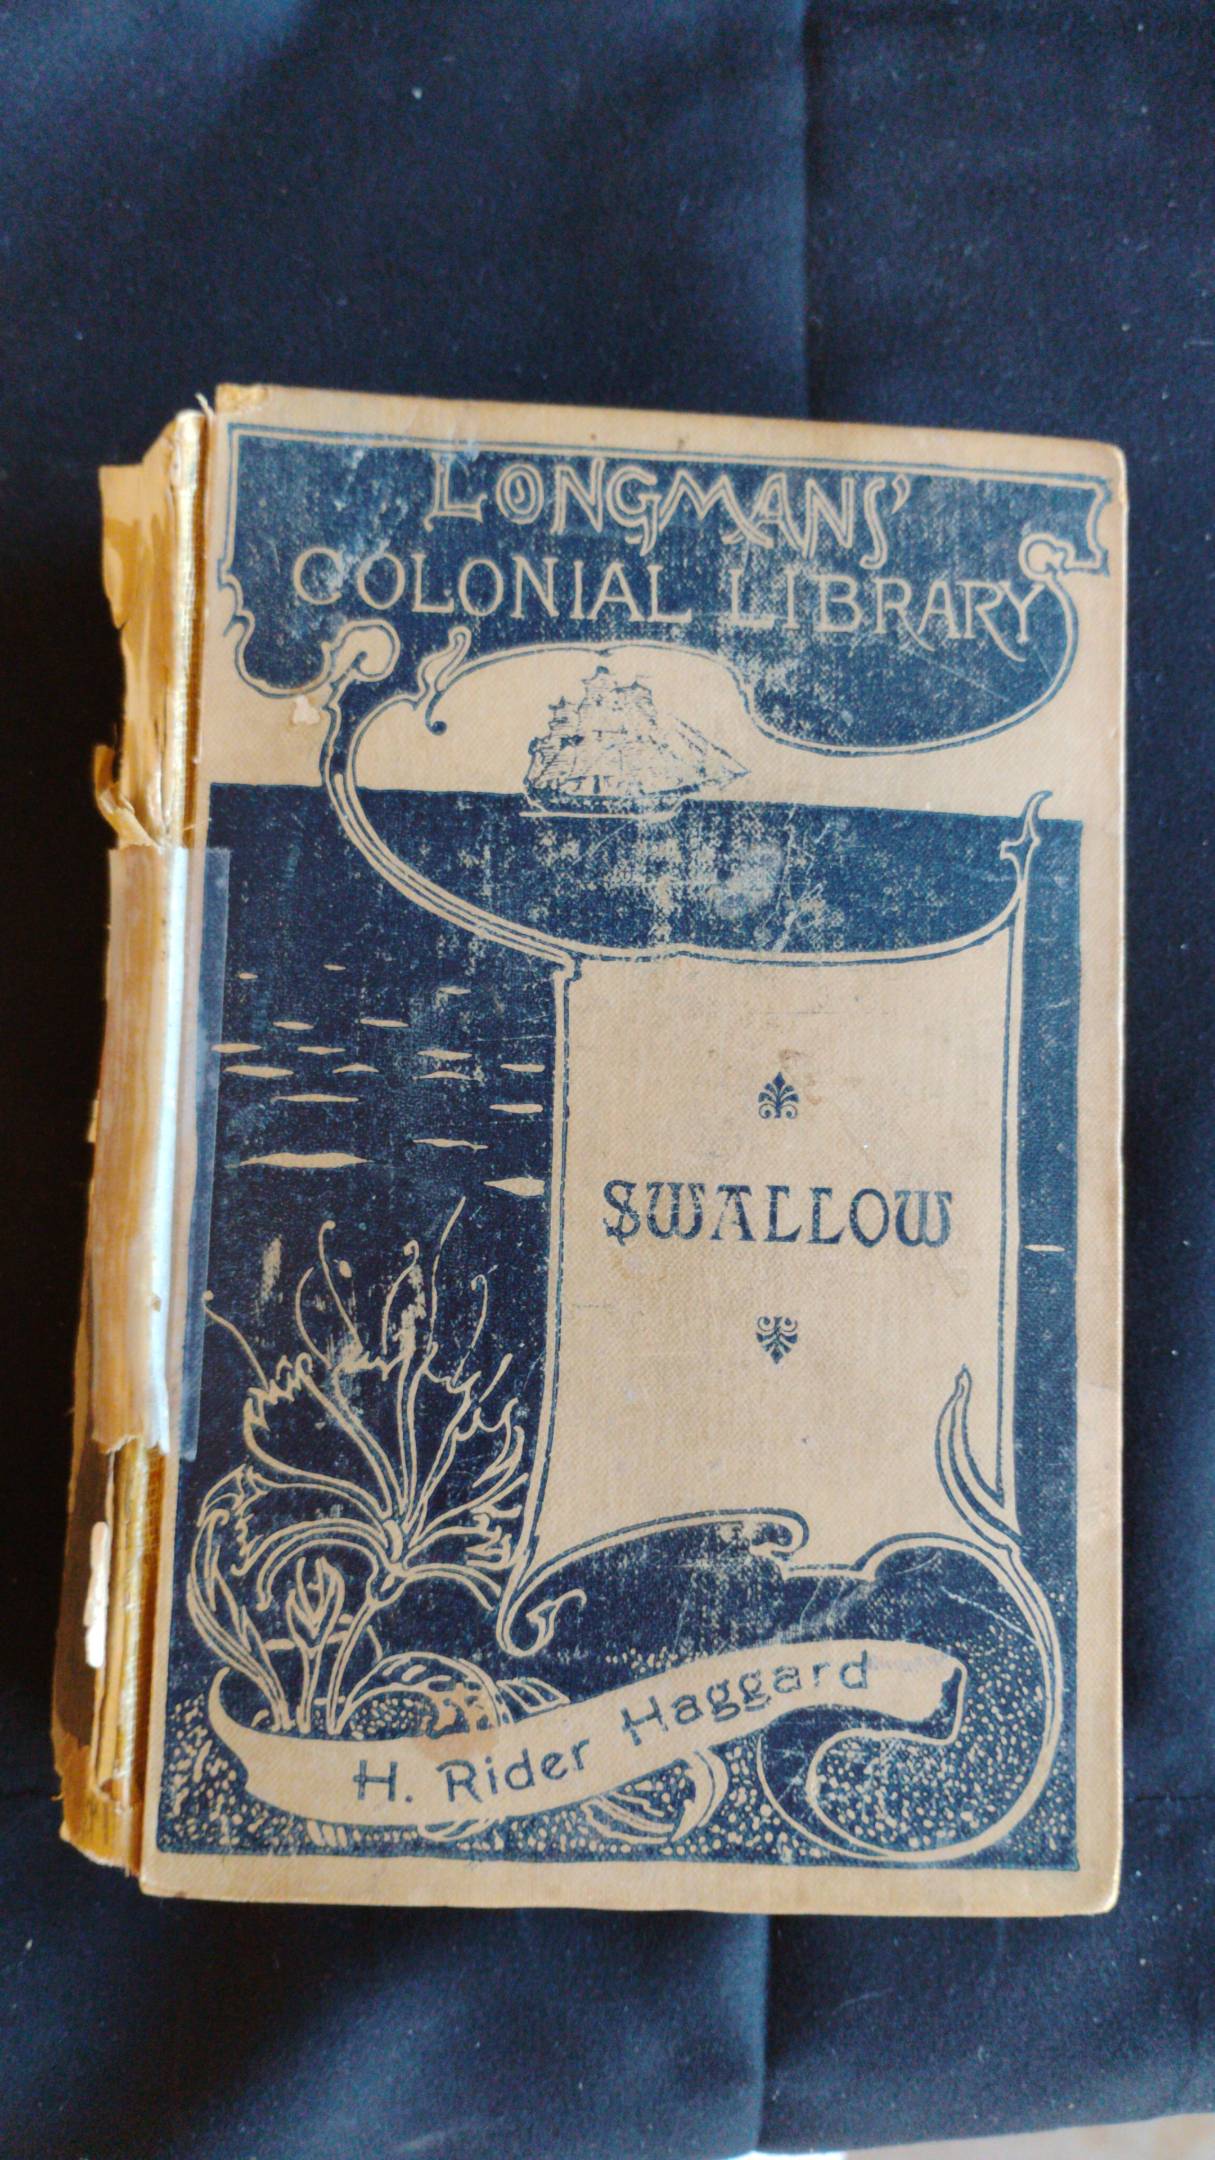 LONGMANS'
COLONIAL LIBRARY
SWALLOW
H. Rider Haggard